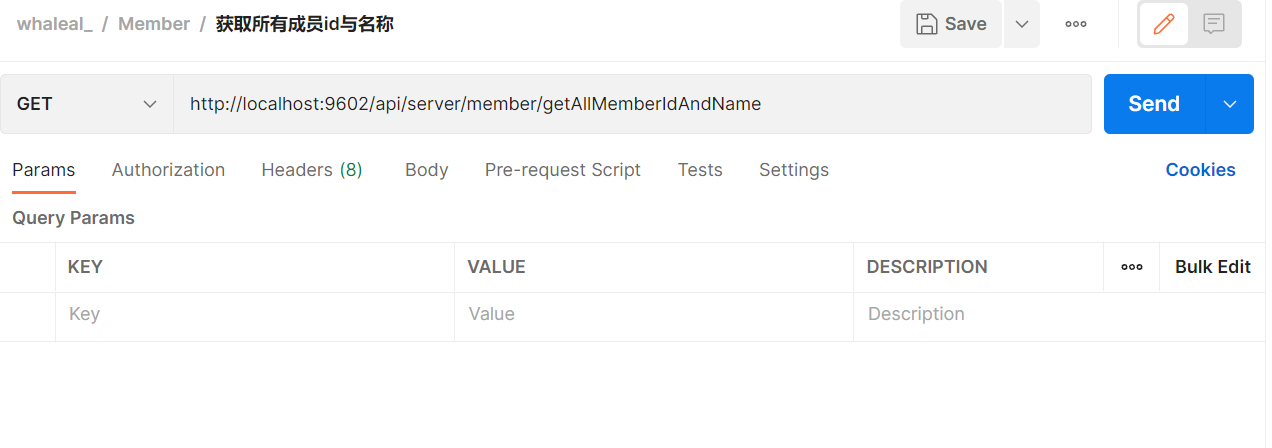 whaleal_ / Member / 获取所有成员id与名称 Save
GET http://localhost:9602/api/server/member/getAllMemberIdAndName Send
Params Authorization Headers (8) Body Pre-request Script Tests Settings Cookies
Query Params
KEY VALUE DESCRIPTION Bulk Edit
Key Value Description